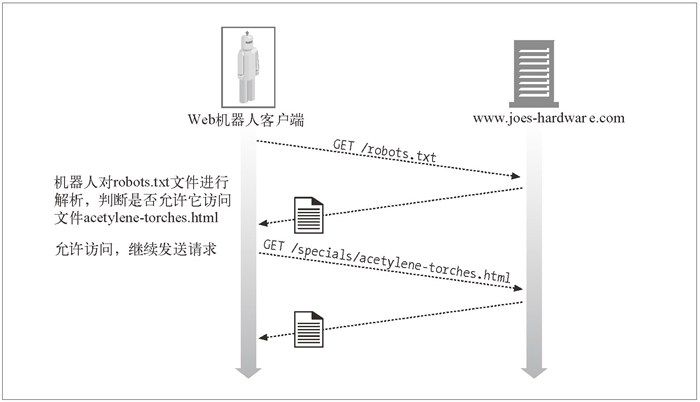 Web机器人客户端
www.joes-hardware.com
GET /robots.txt
机器人对robots.txt文件进行
解析，判断是否允许它访问
文件acetylene-torches.html
允许访问，继续发送请求
GET /specials/acetylene-torches.html